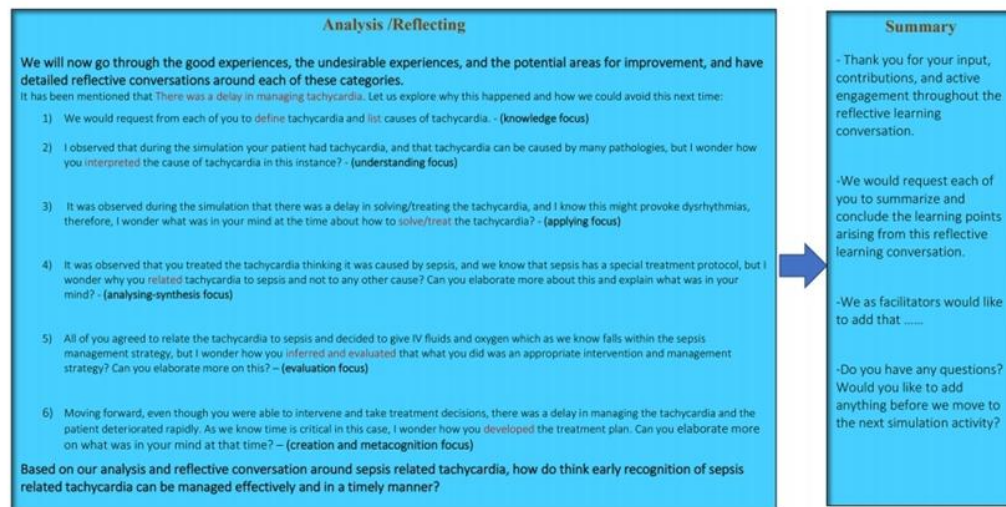 Analysis /Reflecting
We will now go through the good experiences, the undesirable experiences, and the potential areas for improvement, and have
detailed reflective conversations around each of these categories.
It has been mentioned that There was a delay in managing tachycardia. Let us explore why this happened and how we could avoid this next time:
1) We would request from each of you to define tachycardia and list causes of tachycardia. - (knowledge focus)
2) I observed that during the simulation your patient had tachycardia, and that tachycardia can be caused by many pathologies, but I wonder how
you interpreted the cause of tachycardia in this instance? - (understanding focus)
3) It was observed during the simulation that there was a delay in solving/treating the tachycardia, and I know this might provoke dysrhythmias,
therefore, I wonder what was in your mind at the time about how to solve/treat the tachycardia? - (applying focus)
4) It was observed that you treated the tachycardia thinking it was caused by sepsis, and we know that sepsis has a special treatment protocol, but I
wonder why you related tachycardia to sepsis and not to any other cause? Can you elaborate more about this and explain what was in your
mind? - (analysing-synthesis focus)
5) All of you agreed to relate the tachycardia to sepsis and decided to give IV fluids and oxygen which as we know falls within the sepsis
management strategy, but I wonder how you inferred and evaluated that what you did was an appropriate intervention and management
strategy? Can you elaborate more on this? – (evaluation focus)
6) Moving forward, even though you were able to intervene and take treatment decisions, there was a delay in managing the tachycardia and the
patient deteriorated rapidly. As we know time is critical in this case, I wonder how you developed the treatment plan. Can you elaborate more
on what was in your mind at that time? – (creation and metacognition focus)
Based on our analysis and reflective conversation around sepsis related tachycardia, how do think early recognition of sepsis
related tachycardia can be managed effectively and in a timely manner?
Summary
- Thank you for your input,
contributions, and active
engagement throughout the
reflective learning
conversation.
-We would request each of
you to summarize and
conclude the learning points
arising from this reflective
learning conversation.
-We as facilitators would like
to add that ......
-Do you have any questions?
Would you like to add
anything before we move to
the next simulation activity?